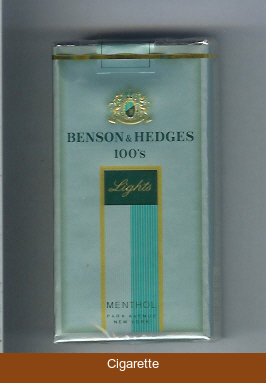 BENSON & HEDGES
100's
Lights
MENTHOL
PARK AVENUE
NEW YORK
Cigarette